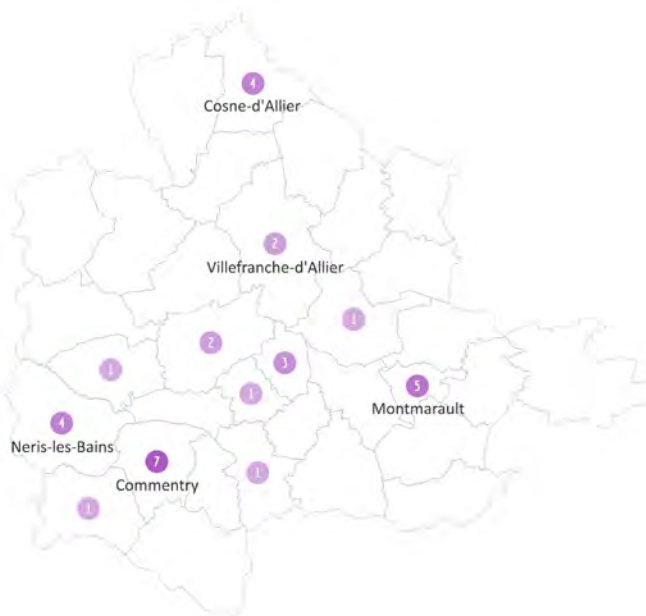 4
Cosne-d'Allier
2
Villefranche-d'Allier
1
2
3
1
5
1
Montmarault
4
Neris-les-Bains
7
Commentry
1
1